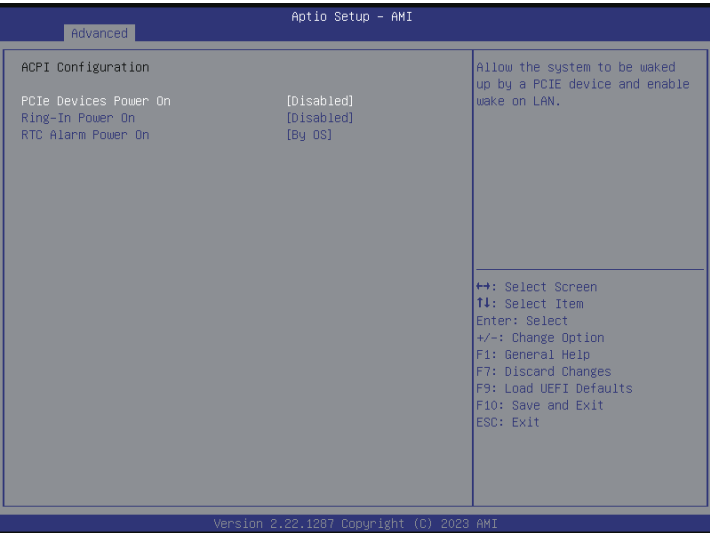 Aptio Setup - AMI
Advanced
ACPI Configuration
PCIe Devices Power On [Disabled]
Ring-In Power On [Disabled]
RTC Alarm Power On [By OS]
Allow the system to be waked
up by a PCIE device and enable
wake on LAN.
↔: Select Screen
↑↓: Select Item
Enter: Select
+/-: Change Option
F1: General Help
F7: Discard Changes
F9: Load UEFI Defaults
F10: Save and Exit
ESC: Exit
Version 2.22.1287 Copyright (C) 2023 AMI